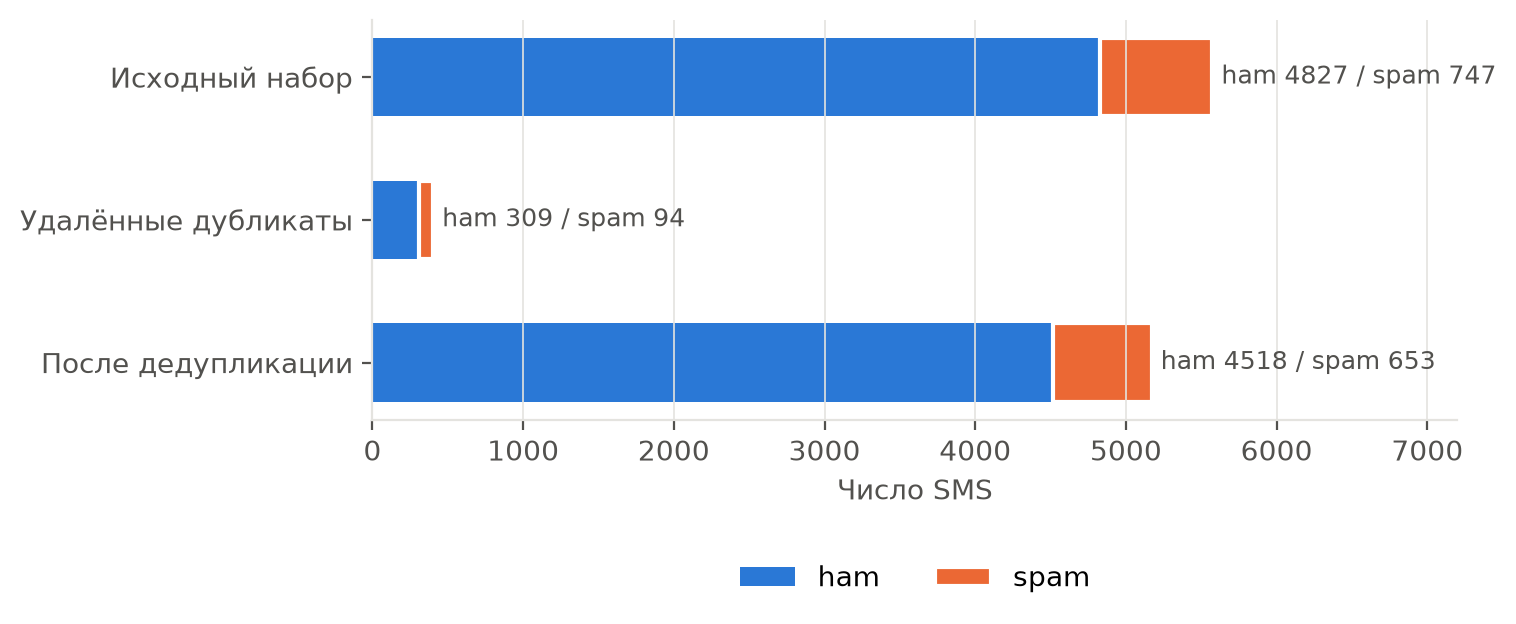 Исходный набор
ham 4827 / spam 747
Удалённые дубликаты
ham 309 / spam 94
После дедупликации
ham 4518 / spam 653
0 1000 2000 3000 4000 5000 6000 7000
Число SMS
ham spam